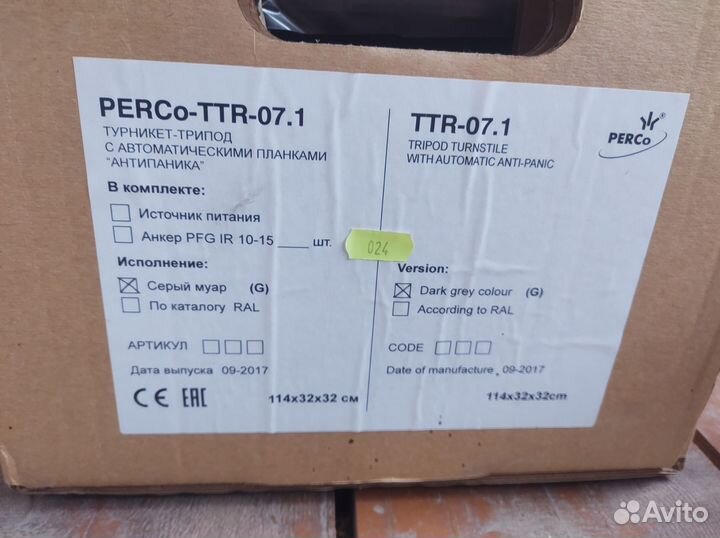 PERCo-TTR-07.1
ТУРНИКЕТ-ТРИПОД
С АВТОМАТИЧЕСКИМИ ПЛАНКАМИ
"АНТИПАНИКА"
В комплекте:
Источник питания
Анкер PFG IR 10-15 ____ шт.
Исполнение:
Серый муар (G)
По каталогу RAL
АРТИКУЛ
Дата выпуска 09-2017
CE EAC
114x32x32 см
024
TTR-07.1
TRIPOD TURNSTILE
WITH AUTOMATIC ANTI-PANIC
PERCo®
Version:
Dark grey colour (G)
According to RAL
CODE
Date of manufacture 09-2017
114x32x32cm
Avito